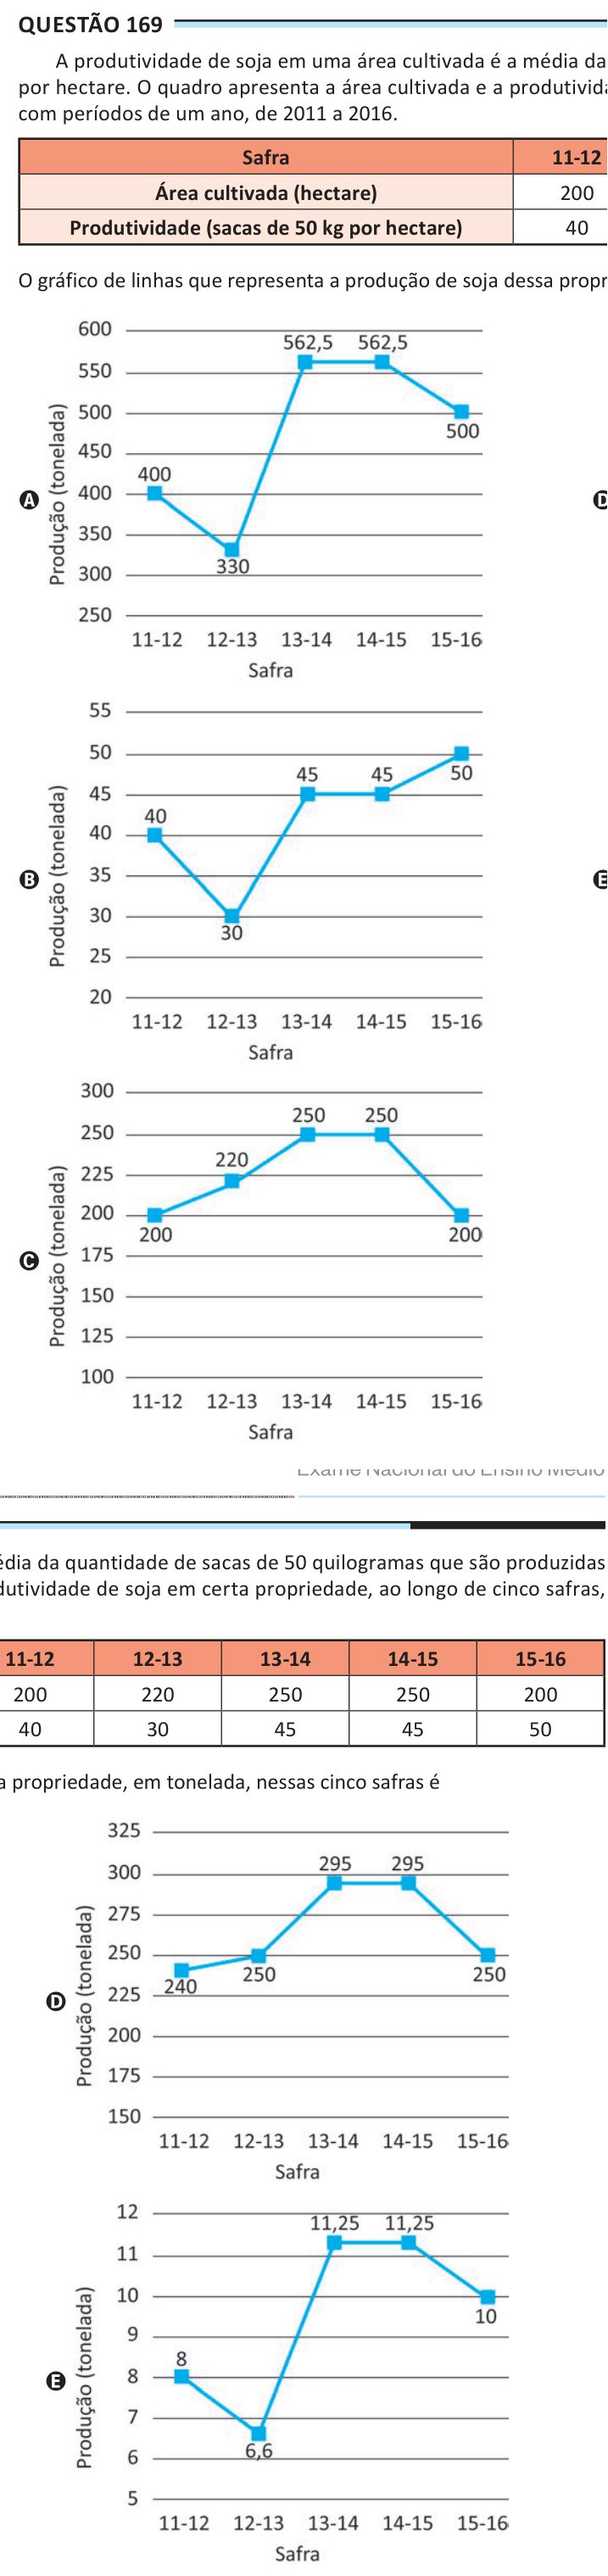 QUESTÃO 169
A produtividade de soja em uma área cultivada é a média da
por hectare. O quadro apresenta a área cultivada e a produtivida
com períodos de um ano, de 2011 a 2016.
Safra 11-12
Área cultivada (hectare) 200
Produtividade (sacas de 50 kg por hectare) 40
O gráfico de linhas que representa a produção de soja dessa propr
A
D
Produção (tonelada)
600
550
500
450
400
350
300
250
400
330
562,5
562,5
500
11-12 12-13 13-14 14-15 15-16
Safra
B
E
Produção (tonelada)
55
50
45
40
35
30
25
20
40
30
45
45
50
11-12 12-13 13-14 14-15 15-16
Safra
C
Produção (tonelada)
300
250
225
200
175
150
125
100
200
220
250
250
200
11-12 12-13 13-14 14-15 15-16
Safra
Exame Nacional do Ensino Médio
édia da quantidade de sacas de 50 quilogramas que são produzidas
dutividade de soja em certa propriedade, ao longo de cinco safras,
11-12 12-13 13-14 14-15 15-16
200 220 250 250 200
40 30 45 45 50
a propriedade, em tonelada, nessas cinco safras é
D
Produção (tonelada)
325
300
275
250
225
200
175
150
240
250
295
295
250
11-12 12-13 13-14 14-15 15-16
Safra
E
Produção (tonelada)
12
11
10
9
8
7
6
5
8
6,6
11,25
11,25
10
11-12 12-13 13-14 14-15 15-16
Safra